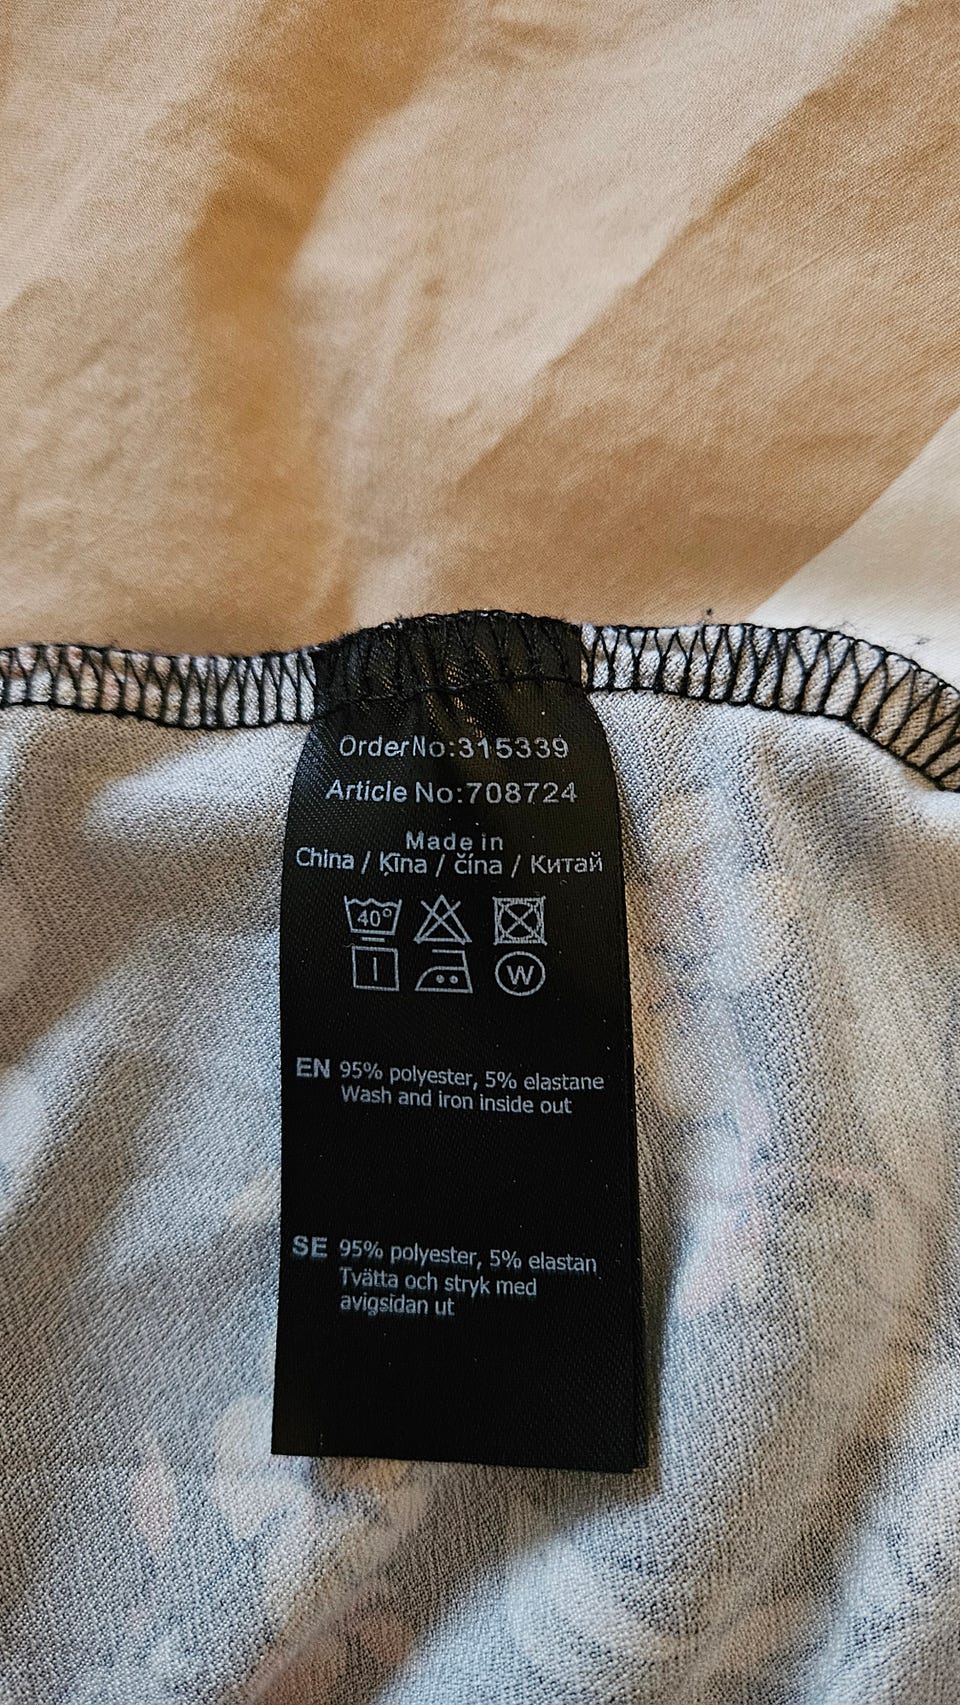 OrderNo:315339
Article No:708724
Made in
China / Ķīna / čína / Китай
40°
W
EN 95% polyester, 5% elastane
Wash and iron inside out
SE 95% polyester, 5% elastan
Tvätta och stryk med
avigsidan ut